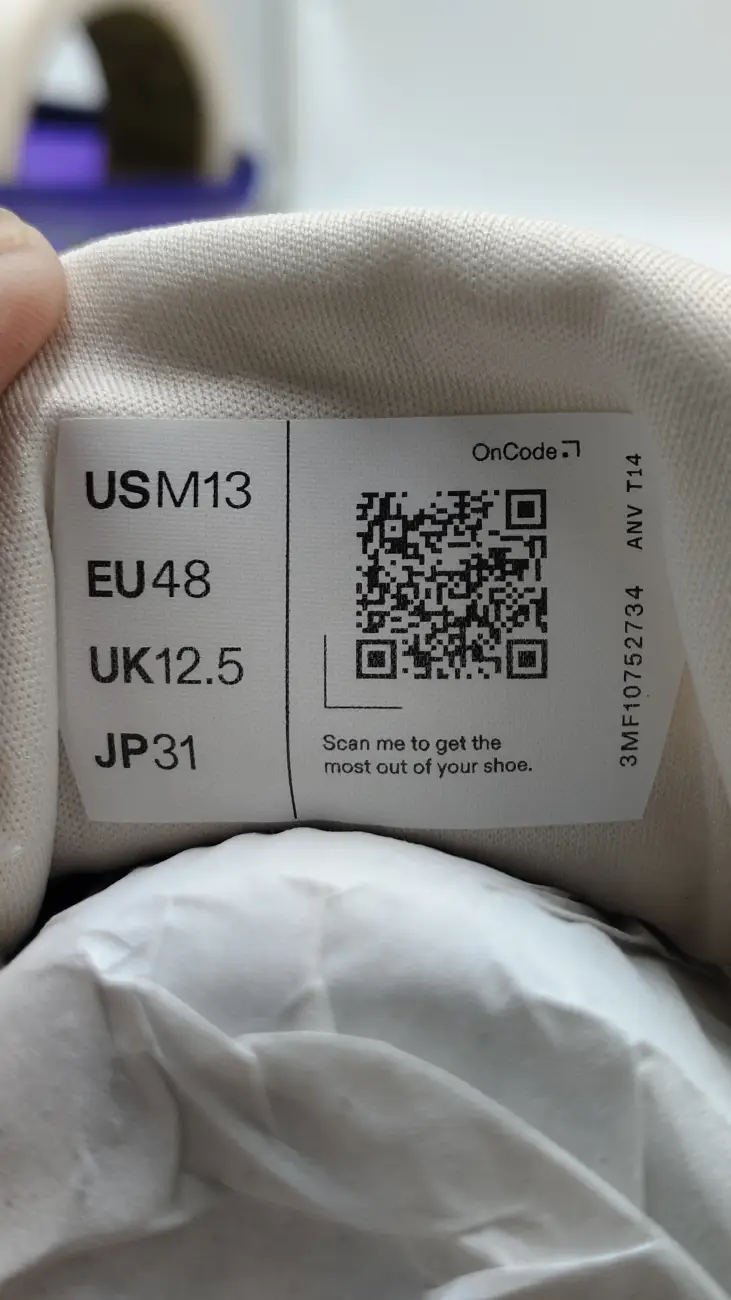 USM13
EU48
UK12.5
JP31
OnCode
Scan me to get the
most out of your shoe.
3MF10752734 ANV T14